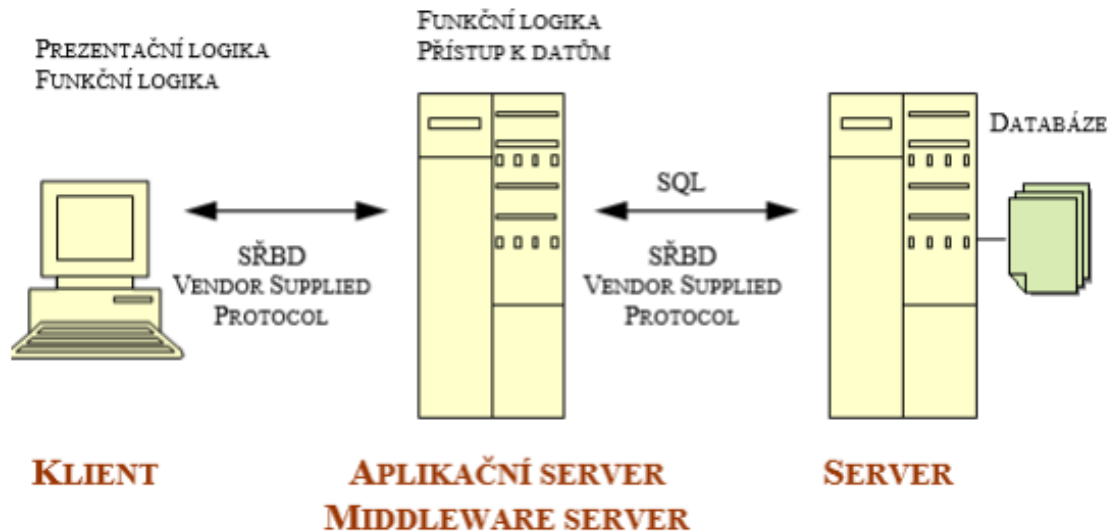 Prezentační logika
Funkční logika
Funkční logika
Přístup k datům
Databáze
SŘBD
Vendor Supplied
Protocol
SQL
SŘBD
Vendor Supplied
Protocol
Klient
Aplikační server
Middleware server
Server